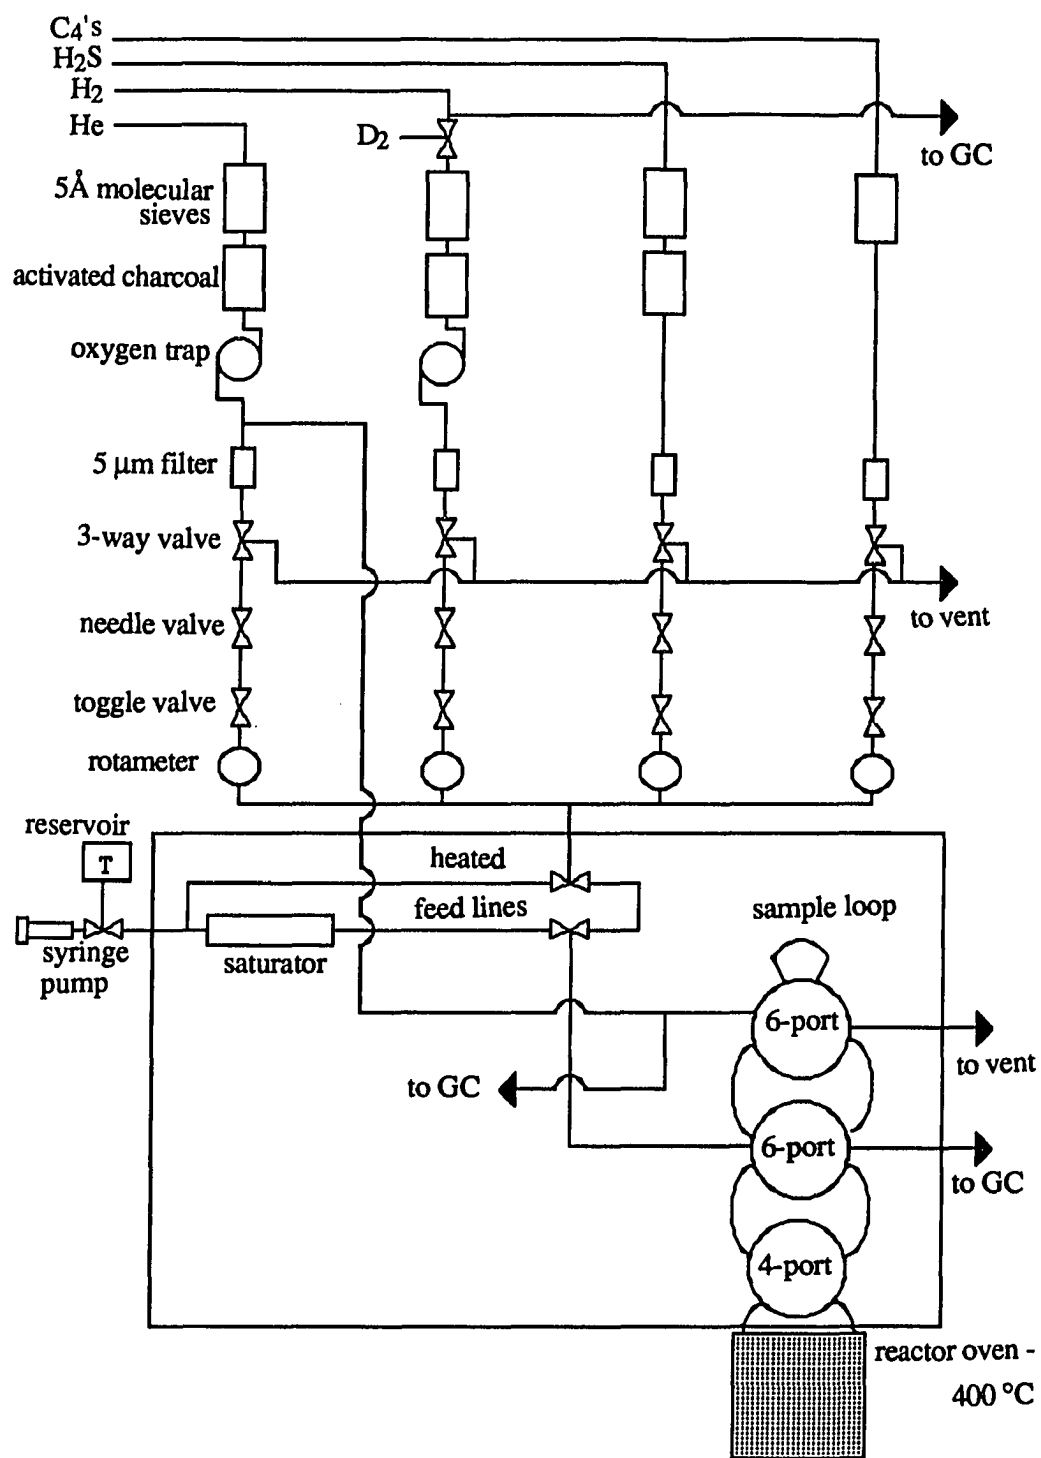 C4's
H2S
H2
He
D2
to GC
5Å molecular
sieves
activated charcoal
oxygen trap
5 µm filter
3-way valve
needle valve
to vent
toggle valve
rotameter
reservoir
T
heated
feed lines
sample loop
syringe
pump
saturator
6-port
to vent
to GC
6-port
to GC
4-port
reactor oven -
400 °C